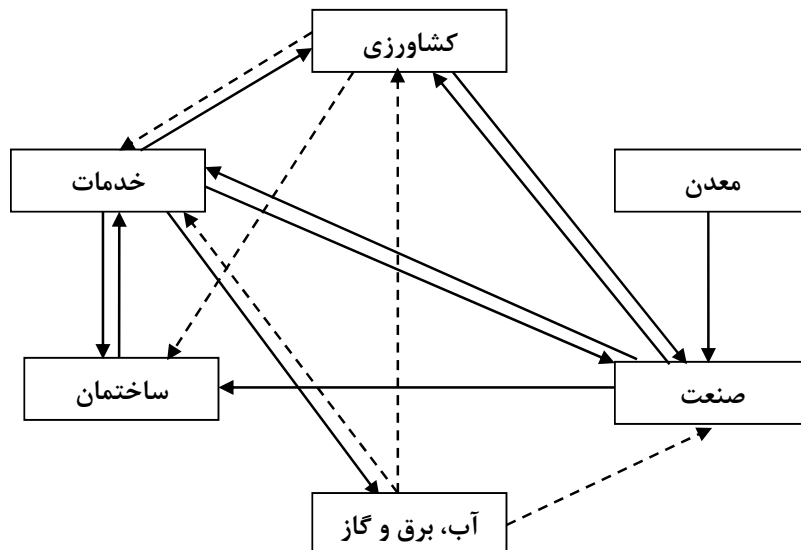 کشاورزی
معدن
خدمات
صنعت
ساختمان
آب، برق و گاز